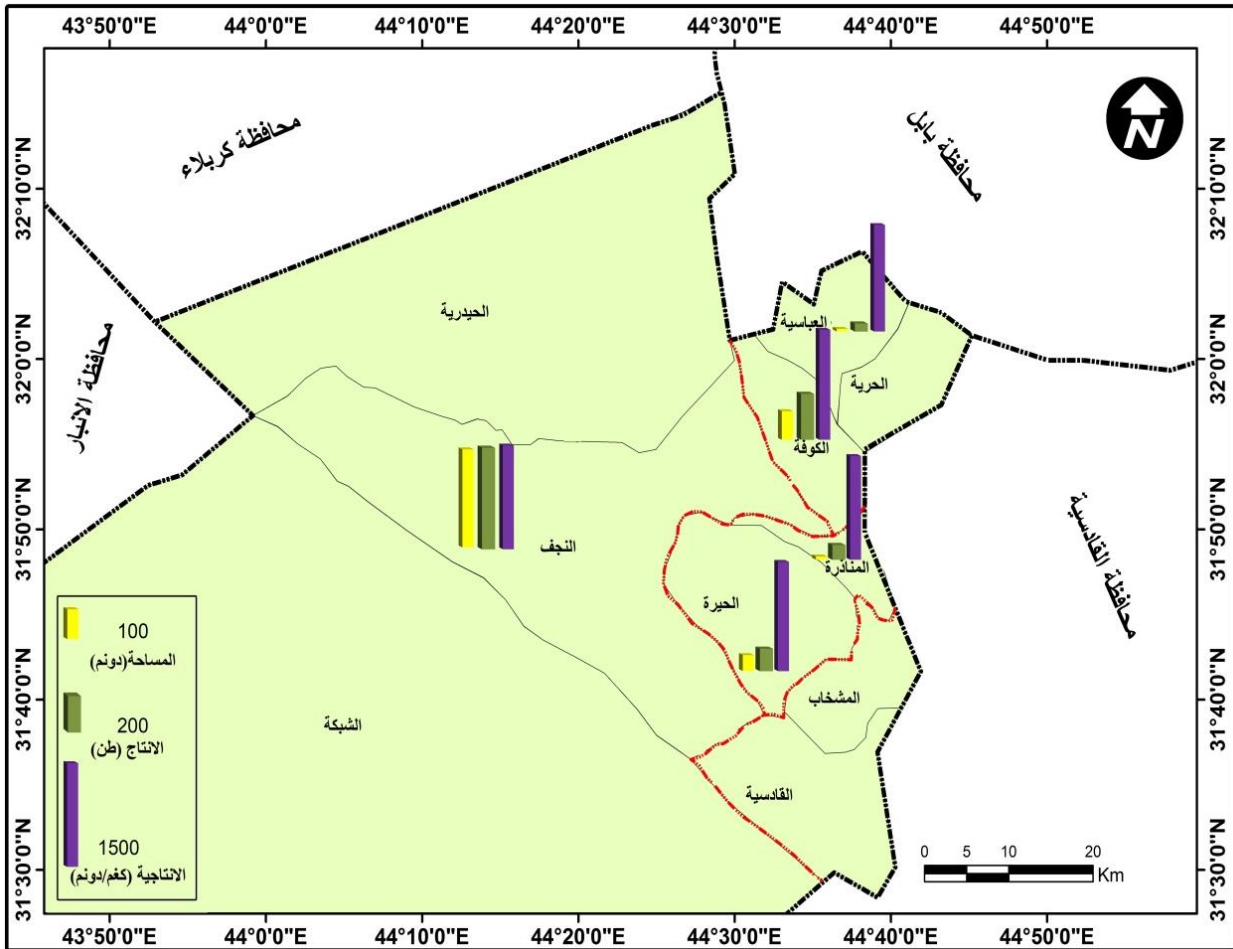 43°50'0"E 44°0'0"E 44°10'0"E 44°20'0"E 44°30'0"E 44°40'0"E 44°50'0"E
32°10'0"N
32°0'0"N
31°50'0"N
31°40'0"N
31°30'0"N
محافظة كربلاء
محافظة بابل
N
32°10'0"N
32°0'0"N
31°50'0"N
31°40'0"N
31°30'0"N
محافظة الانبار
الحيدرية
العباسية
الحرية
الكوفة
محافظة القادسية
النجف
المناذرة
الحيرة
المشخاب
الشبكة
القادسية
100
المساحة(دونم)
200
الانتاج (طن)
1500
الانتاجية (كغم/دونم)
0 5 10 20
Km
43°50'0"E 44°0'0"E 44°10'0"E 44°20'0"E 44°30'0"E 44°40'0"E 44°50'0"E